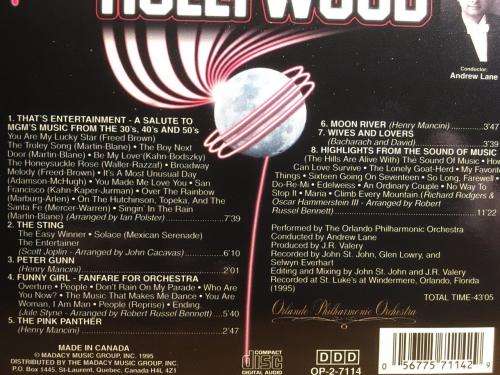 HOLLYWOOD
Conductor:
Andrew Lane
1. THAT'S ENTERTAINMENT - A SALUTE TO
MGM'S MUSIC FROM THE 30's, 40's AND 50's
You Are My Lucky Star (Freed Brown)
The Troley Song (Martin-Blane) • The Boy Next
Door (Martin Blane) • Be My Love (Kahn-Bodszky)
The Honeysuckle Rose (Waller-Razzaf) • Broadway
Melody (Freed Brown) • It's A Most Unusual Day
(Adamson-McHugh) • You Made Me Love You • San
Francisco (Kahn-Kaper-Jurman) • Over The Rainbow
(Marburg-Arlen) • On The Hutchinson, Topeka, And The
Santa Fe (Mercer-Warren) • Singin' In The Rain
(Martin-Blane) (Arranged by Ian Polster) 7'39
2. THE STING
The Easy Winner • Solace (Mexican Serenade)
The Entertainer
(Scott Joplin - Arranged by John Cacavas) 6'10
3. PETER GUNN
(Henry Mancini) 2'01
4. FUNNY GIRL - FANFARE FOR ORCHESTRA
Overture • People • Don't Rain On My Parade • Who Are
You Now? • The Music That Makes Me Dance • You Are
Woman, I Am Man • People (Reprise) • Ending.
(Jule Styne - Arranged by Robert Russel Bennett) 5'40
5. THE PINK PANTHER
(Henry Mancini) 2'47
6. MOON RIVER (Henry Mancini) 3'47
7. WIVES AND LOVERS
(Bacharach and David)
8. HIGHLIGHTS FROM THE SOUND OF MUSIC
(The Hills Are Alive With) The Sound Of Music • How
Can Love Survive • The Lonely Goat-Herd • My Favorite
Things • Sixteen Going On Seventeen • So Long, Farewell •
Do-Re-Mi • Edelweiss • An Ordinary Couple • No Way To
Stop It • Maria • Climb Every Mountain (Richard Rodgers &
Oscar Hammerstein III - Arranged by Robert
Russel Bennett) 11'22
Performed by The Orlando Philharmonic Orchestra
Conducted by Andrew Lane
Produced by J.R. Valery
Recorded by John St. John, Glen Lowry, and
Selwyn Everhart
Editing and Mixing by John St. John and J.R. Valery
Recorded at St. Luke's at Windermere, Orlando, Florida
(1995)
TOTAL TIME-43'05
Orlando Philharmonic Orchestra
MADE IN CANADA
© MADACY MUSIC GROUP, INC. 1995
DISTRIBUTED BY THE MADACY MUSIC GROUP, INC.
P.O. Box 1445, St-Laurent, Quebec, Canada H4L 4Z1
COMPACT
disc
DIGITAL AUDIO
DDD
OP-2-7114
0 56775 71142 9